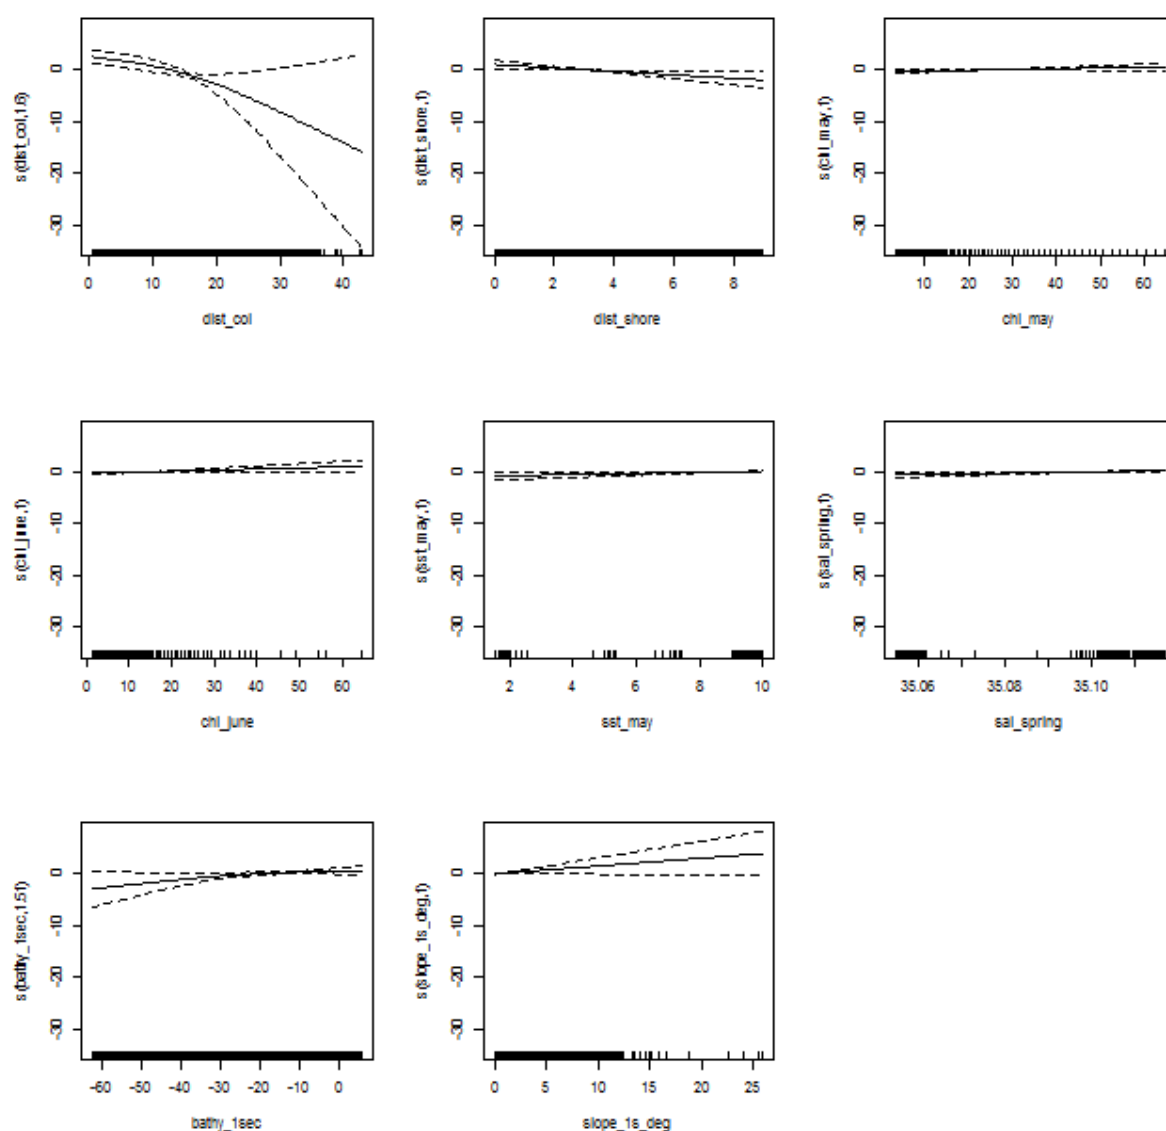 s(dist_col,1.6)
0
-10
-20
-30
0 10 20 30 40
dist_col
s(dist_shore,1)
0
-10
-20
-30
0 2 4 6 8
dist_shore
s(chl_may,1)
0
-10
-20
-30
10 20 30 40 50 60
chl_may
s(chl_june,1)
0
-10
-20
-30
0 10 20 30 40 50 60
chl_june
s(sst_may,1)
0
-10
-20
-30
2 4 6 8 10
sst_may
s(sal_spring,1)
0
-10
-20
-30
35.06 35.08 35.10
sal_spring
s(bathy_1sec,1.51)
0
-10
-20
-30
-60 -50 -40 -30 -20 -10 0
bathy_1sec
s(slope_1s_deg,1)
0
-10
-20
-30
0 5 10 15 20 25
slope_1s_deg